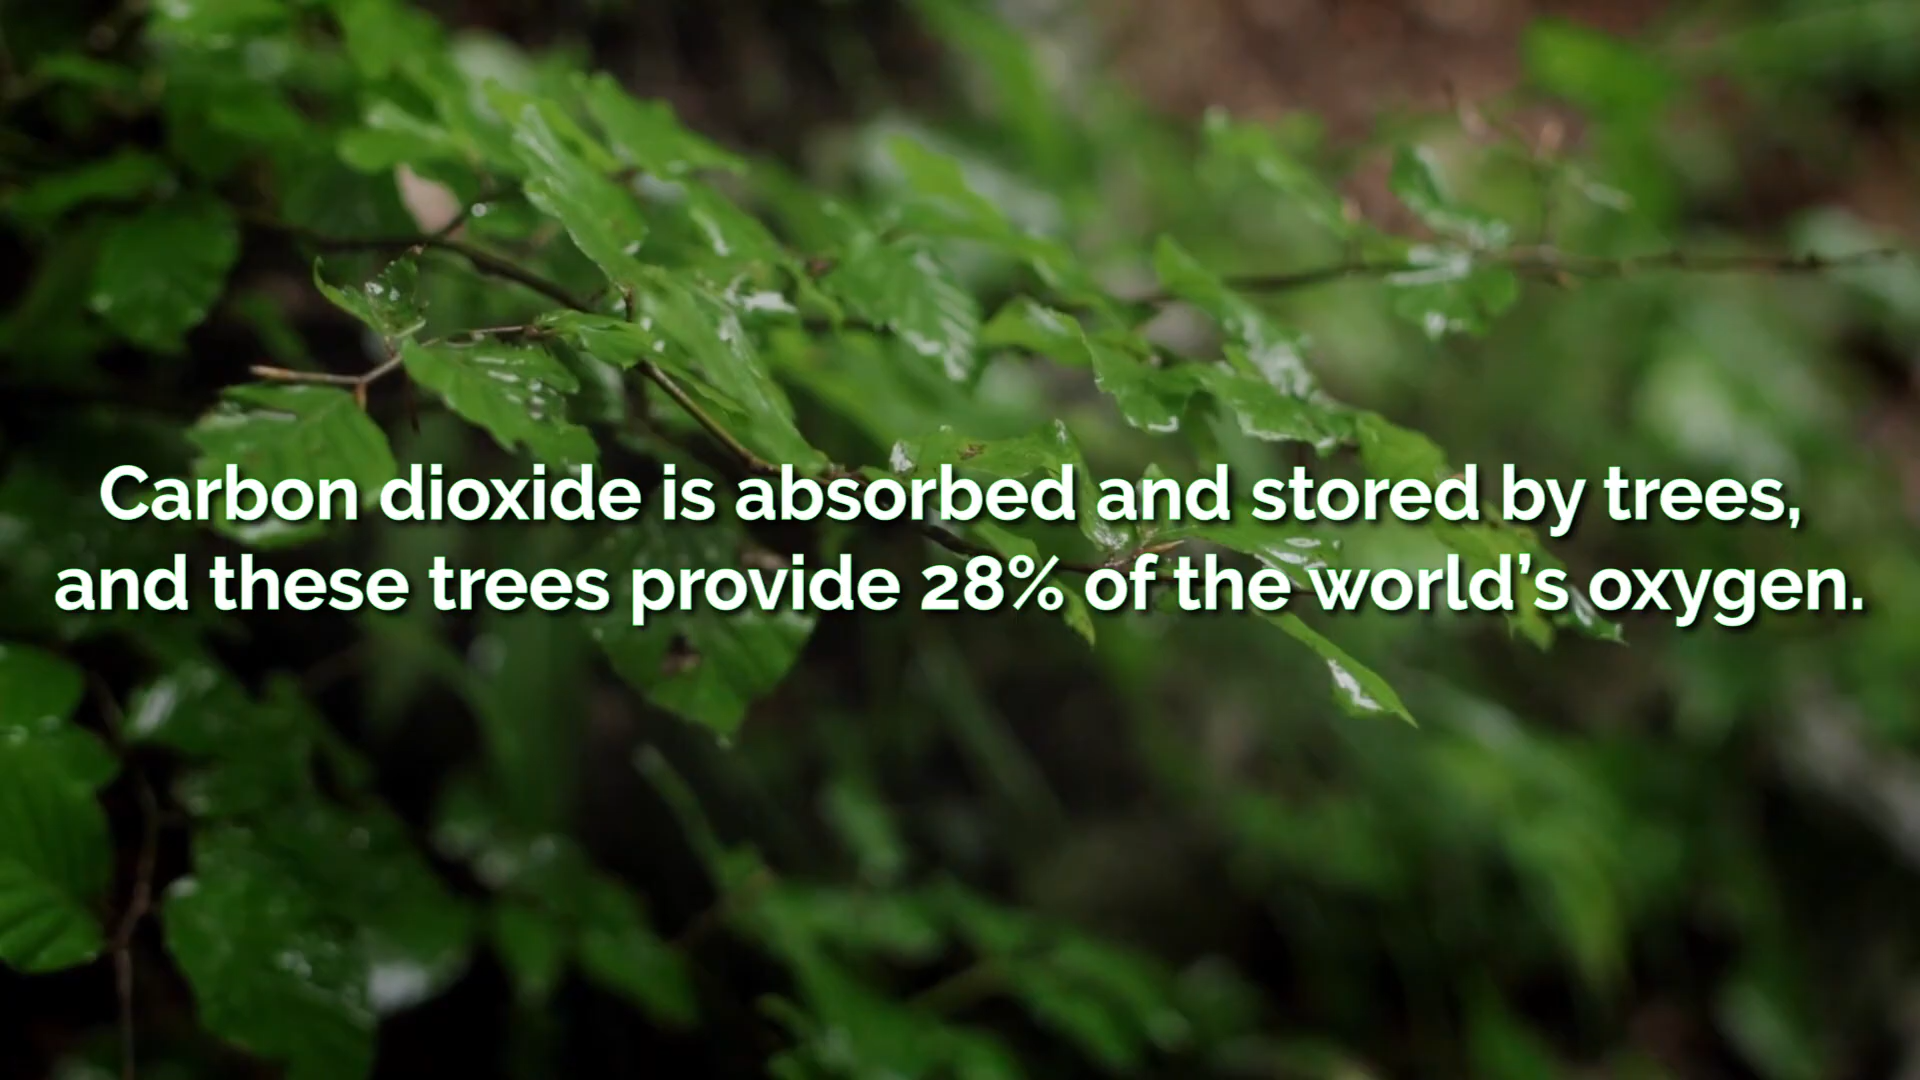 Carbon dioxide is absorbed and stored by trees,
and these trees provide 28% of the world’s oxygen.